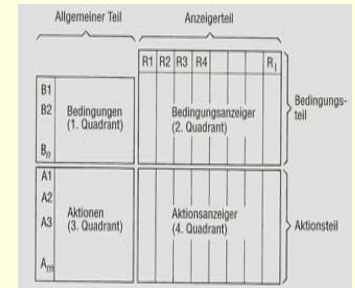 Allgemeiner Teil Anzeigerteil
R1 R2 R3 R4 Rl
B1
B2 Bedingungen Bedingungsanzeiger
(1. Quadrant) (2. Quadrant)
Bn
Bedingungs-
teil
A1
A2
Aktionen Aktionsanzeiger
A3 (3. Quadrant) (4. Quadrant)
Am
Aktionsteil